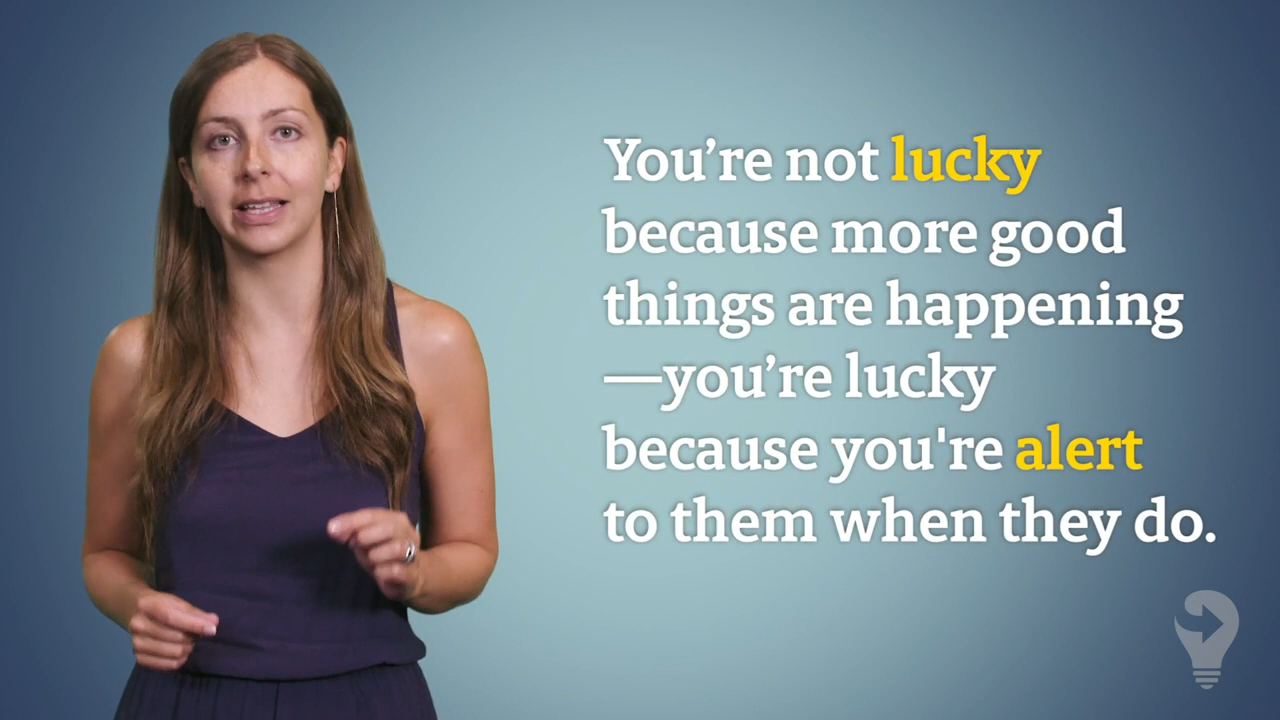 You’re not lucky
because more good
things are happening
—you’re lucky
because you're alert
to them when they do.